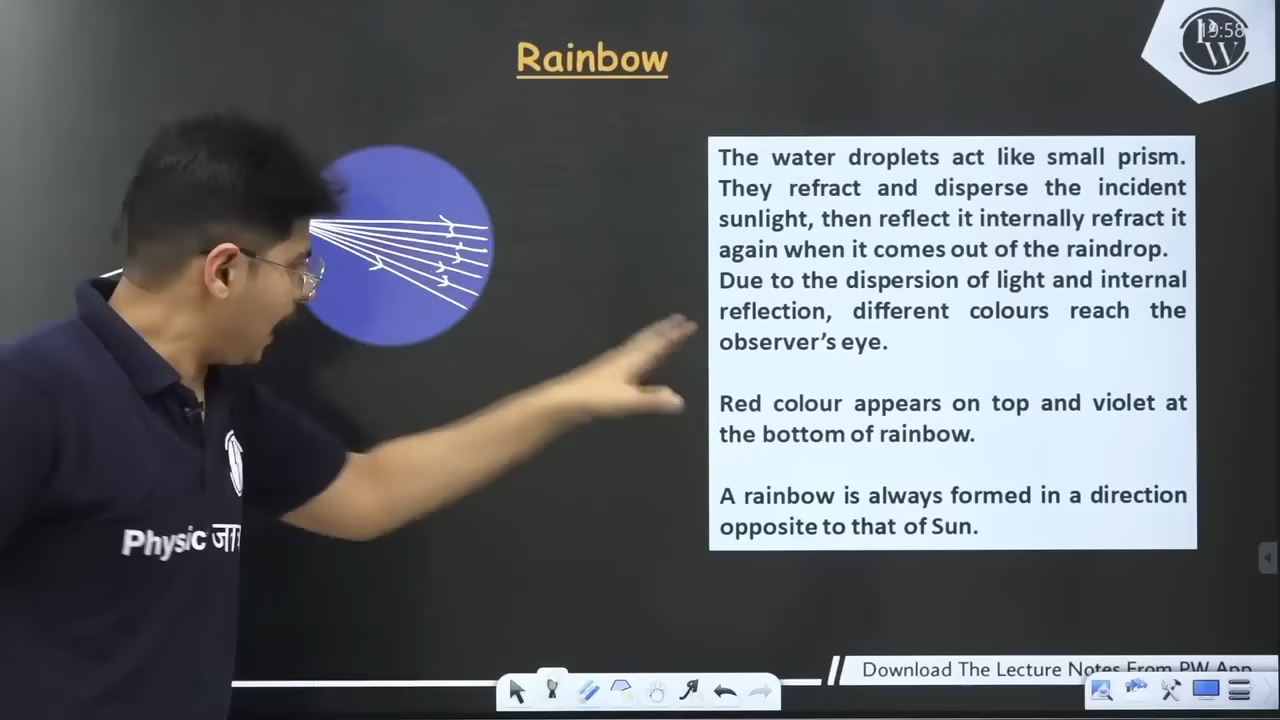 Rainbow
19:58
PW
The water droplets act like small prism.
They refract and disperse the incident
sunlight, then reflect it internally refract it
again when it comes out of the raindrop.
Due to the dispersion of light and internal
reflection, different colours reach the
observer's eye.
Red colour appears on top and violet at
the bottom of rainbow.
A rainbow is always formed in a direction
opposite to that of Sun.
Physic
Download The Lecture Notes From PW App